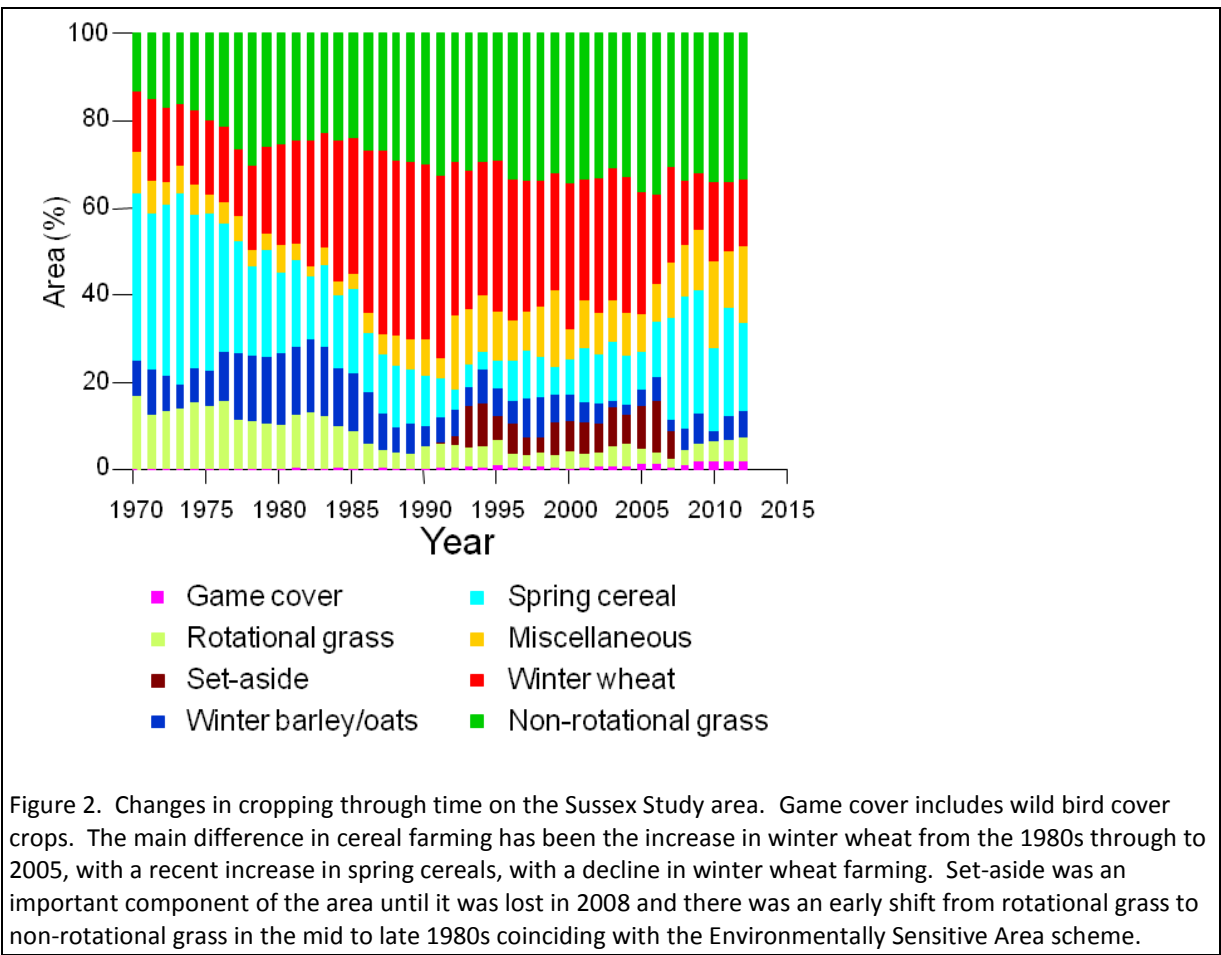 100
80
60
40
20
0
Area (%)
1970 1975 1980 1985 1990 1995 2000 2005 2010 2015
Year
Game cover Spring cereal
Rotational grass Miscellaneous
Set-aside Winter wheat
Winter barley/oats Non-rotational grass
Figure 2. Changes in cropping through time on the Sussex Study area. Game cover includes wild bird cover
crops. The main difference in cereal farming has been the increase in winter wheat from the 1980s through to
2005, with a recent increase in spring cereals, with a decline in winter wheat farming. Set-aside was an
important component of the area until it was lost in 2008 and there was an early shift from rotational grass to
non-rotational grass in the mid to late 1980s coinciding with the Environmentally Sensitive Area scheme.